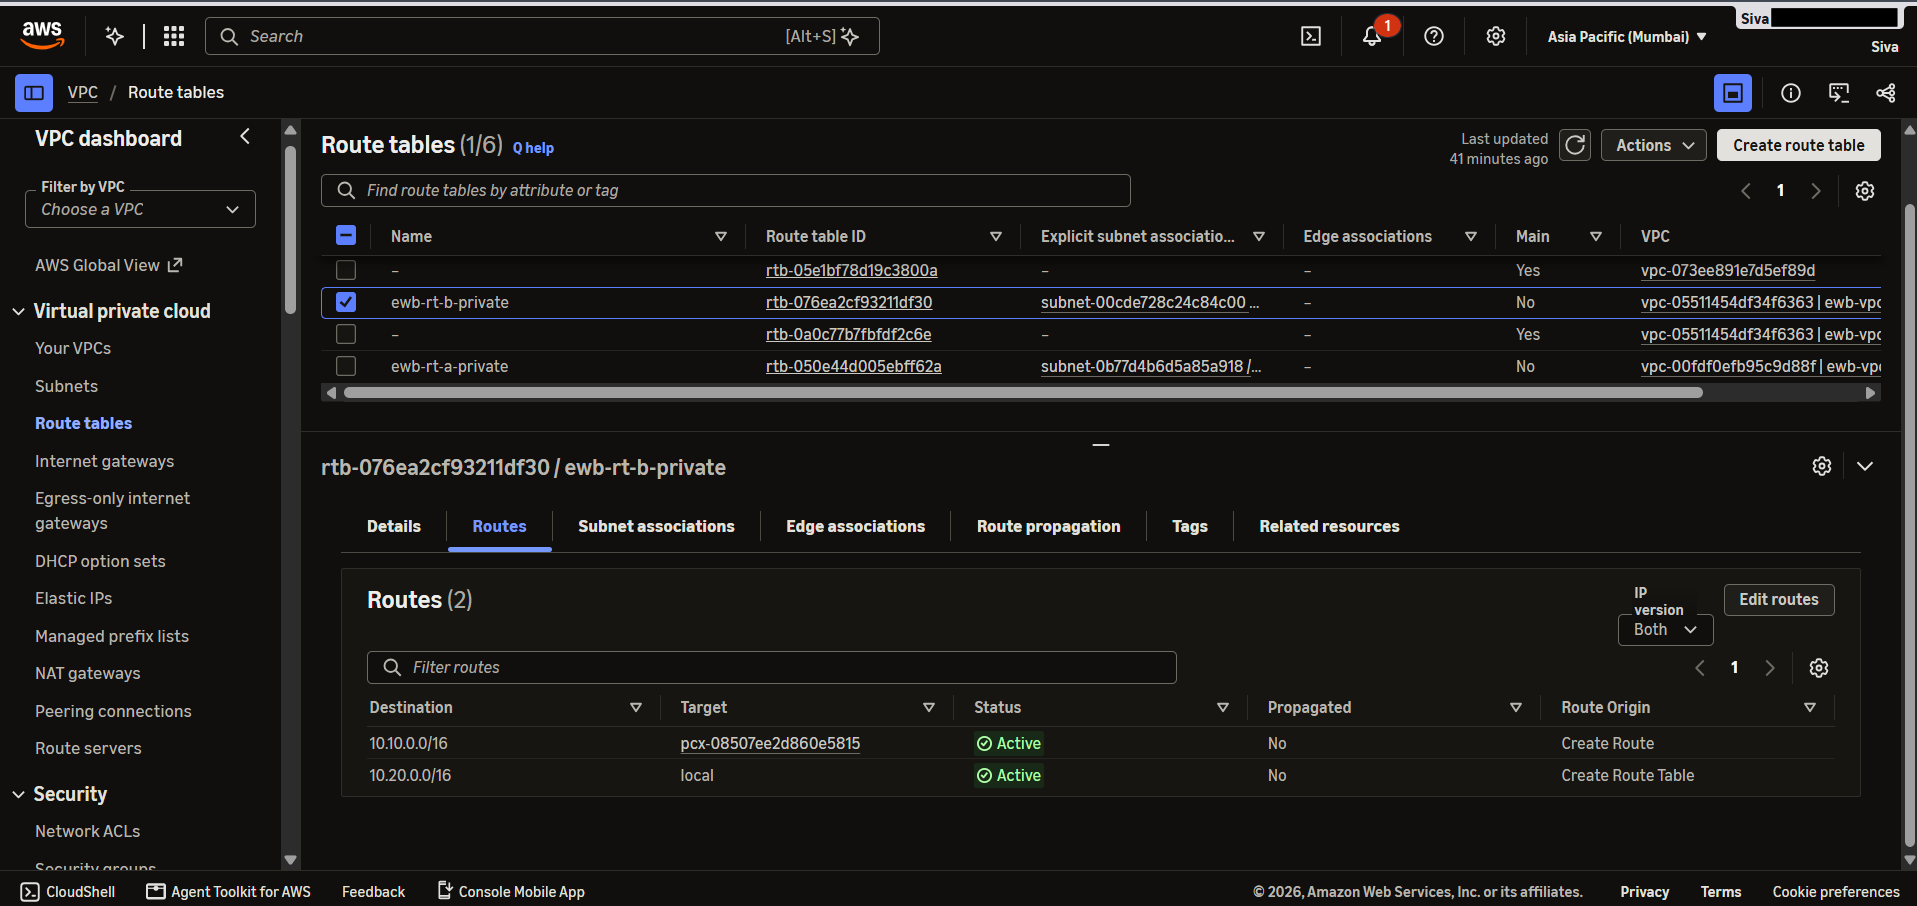 aws
Search [Alt+S]
1
Asia Pacific (Mumbai)
Siva
Siva
VPC / Route tables
VPC dashboard
Filter by VPC
Choose a VPC
AWS Global View
Virtual private cloud
Your VPCs
Subnets
Route tables
Internet gateways
Egress-only internet
gateways
DHCP option sets
Elastic IPs
Managed prefix lists
NAT gateways
Peering connections
Route servers
Security
Network ACLs
Security groups
Route tables (1/6) Q help
Last updated
41 minutes ago
Actions
Create route table
Find route tables by attribute or tag
1
Name Route table ID Explicit subnet associatio... Edge associations Main VPC
– rtb-05e1bf78d19c3800a – – Yes vpc-073ee891e7d5ef89d
ewb-rt-b-private rtb-076ea2cf93211df30 subnet-00cde728c24c84c00 ... – No vpc-05511454df34f6363 | ewb-vpc
– rtb-0a0c77b7fbfdf2c6e – – Yes vpc-05511454df34f6363 | ewb-vpc
ewb-rt-a-private rtb-050e44d005ebff62a subnet-0b77d4b6d5a85a918 /... – No vpc-00fdf0efb95c9d88f | ewb-vpc
rtb-076ea2cf93211df30 / ewb-rt-b-private
Details Routes Subnet associations Edge associations Route propagation Tags Related resources
Routes (2)
IP
version
Both
Edit routes
Filter routes
1
Destination Target Status Propagated Route Origin
10.10.0.0/16 pcx-08507ee2d860e5815 Active No Create Route
10.20.0.0/16 local Active No Create Route Table
CloudShell Agent Toolkit for AWS Feedback Console Mobile App © 2026, Amazon Web Services, Inc. or its affiliates. Privacy Terms Cookie preferences